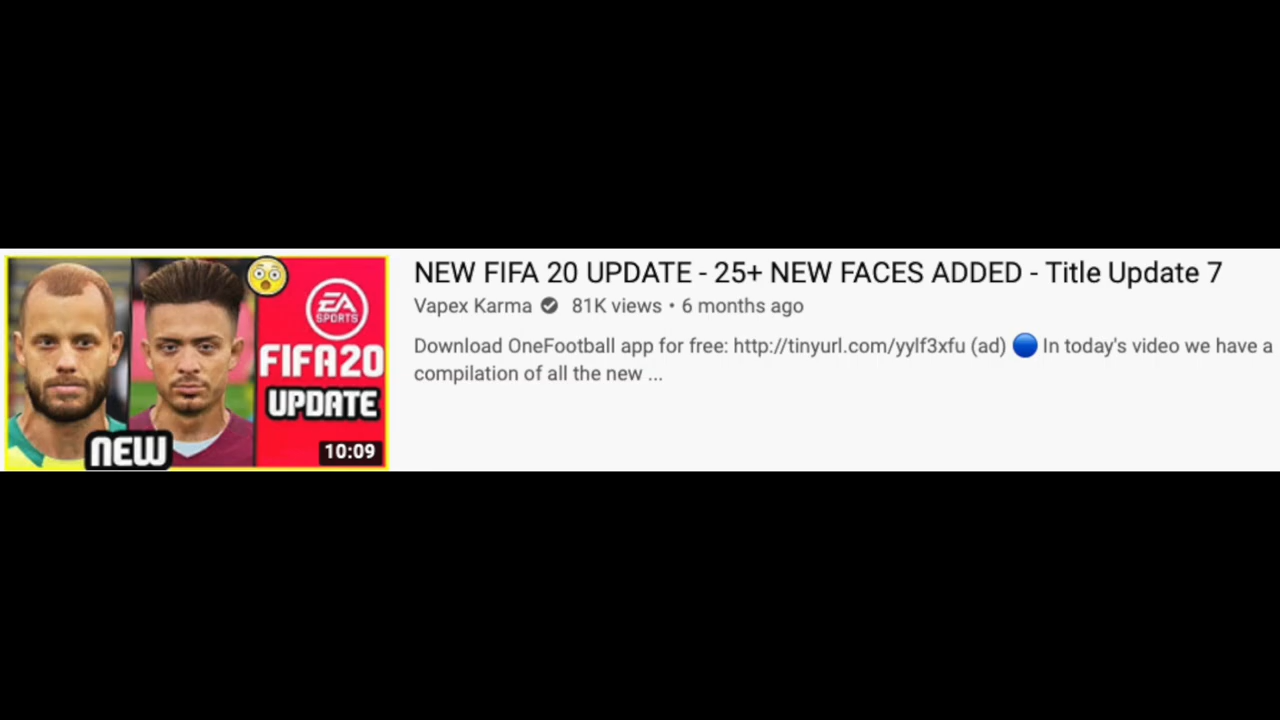 NEW FIFA 20 UPDATE - 25+ NEW FACES ADDED - Title Update 7
Vapex Karma 81K views • 6 months ago
Download OneFootball app for free: http://tinyurl.com/yylf3xfu (ad) 🔵 In today's video we have a
compilation of all the new ...
EA
SPORTS
FIFA20
UPDATE
NEW
10:09